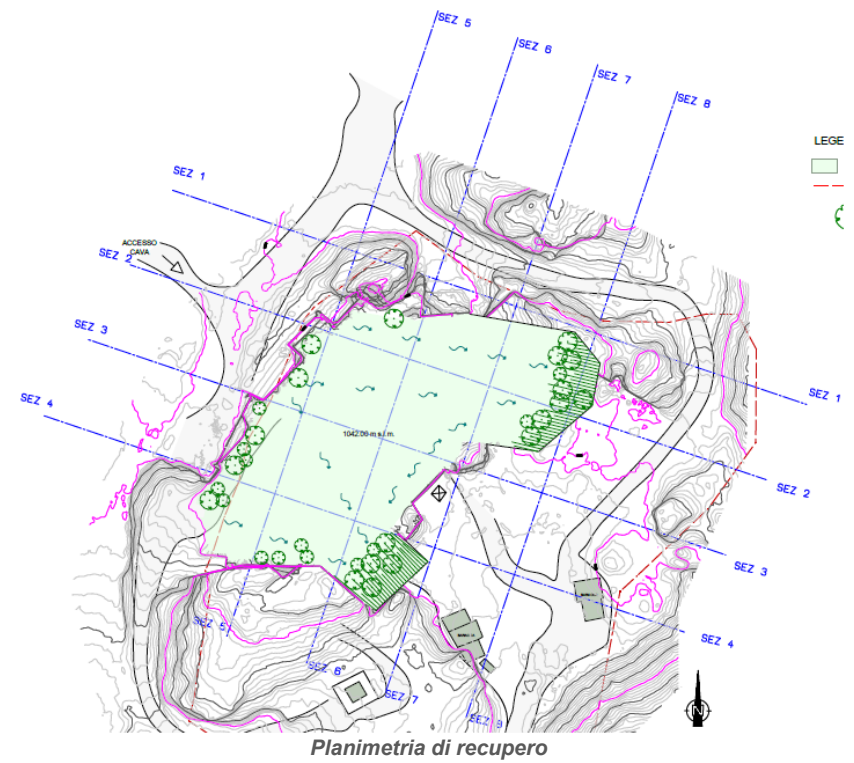 SEZ 5
SEZ 6
SEZ 7
SEZ 8
LEGE
SEZ 1
ACCESSO
CAVA
SEZ 2
SEZ 3
SEZ 4
1042.00 m s.l.m.
SEZ 1
SEZ 2
SEZ 3
SEZ 4
SEZ 5
SEZ 6
SEZ 7
SEZ
N
Planimetria di recupero